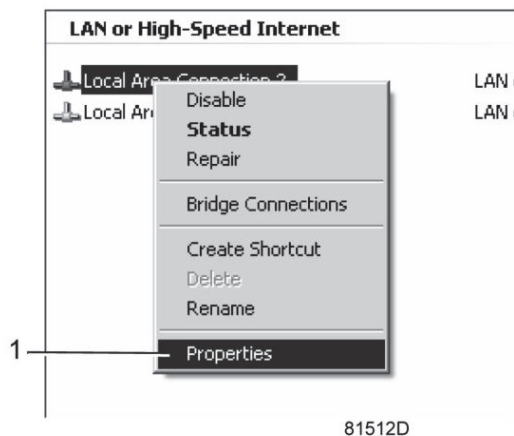 LAN or High-Speed Internet
Local Area Connection 2 LAN
Local Ar LAN
Disable
Status
Repair
Bridge Connections
Create Shortcut
Delete
Rename
1 Properties
81512D